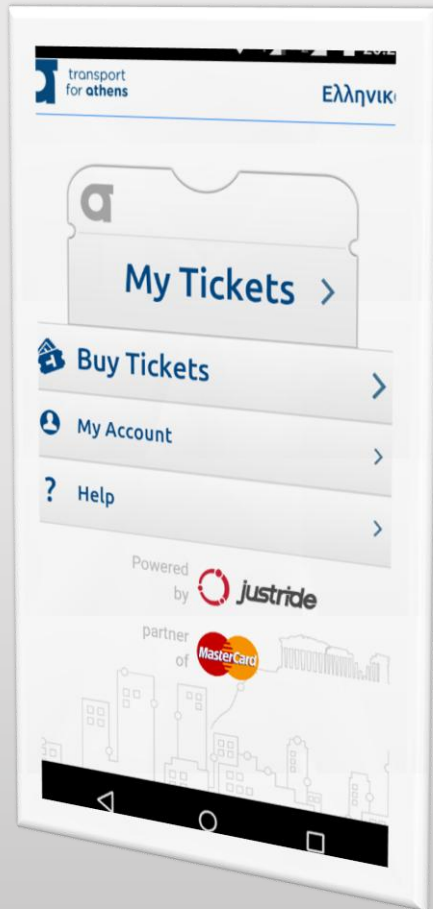 transport
for athens
Ελληνικ
My Tickets
Buy Tickets
My Account
? Help
Powered
by justride
partner
of MasterCard